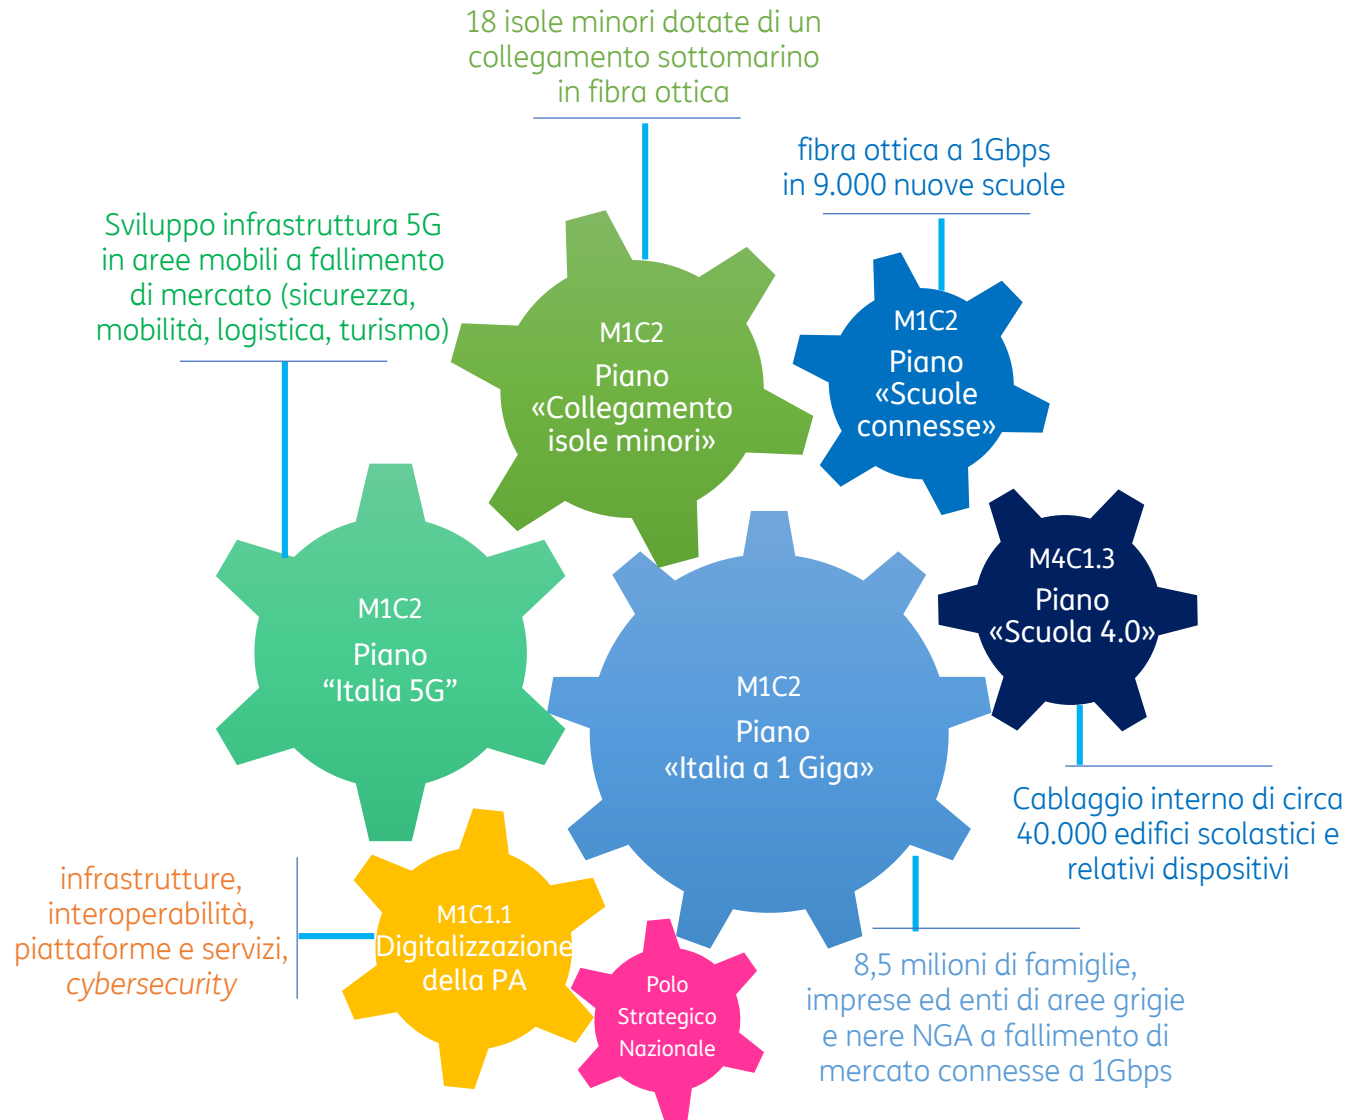 18 isole minori dotate di un
collegamento sottomarino
in fibra ottica
fibra ottica a 1Gbps
in 9.000 nuove scuole
Sviluppo infrastruttura 5G
in aree mobili a fallimento
di mercato (sicurezza,
mobilità, logistica, turismo)
M1C2
Piano
«Collegamento
isole minori»
M1C2
Piano
«Scuole
connesse»
M4C1.3
Piano
«Scuola 4.0»
M1C2
Piano
“Italia 5G”
M1C2
Piano
«Italia a 1 Giga»
Cablaggio interno di circa
40.000 edifici scolastici e
relativi dispositivi
infrastrutture,
interoperabilità,
piattaforme e servizi,
cybersecurity
M1C1.1
Digitalizzazione
della PA
Polo
Strategico
Nazionale
8,5 milioni di famiglie,
imprese ed enti di aree grigie
e nere NGA a fallimento di
mercato connesse a 1Gbps